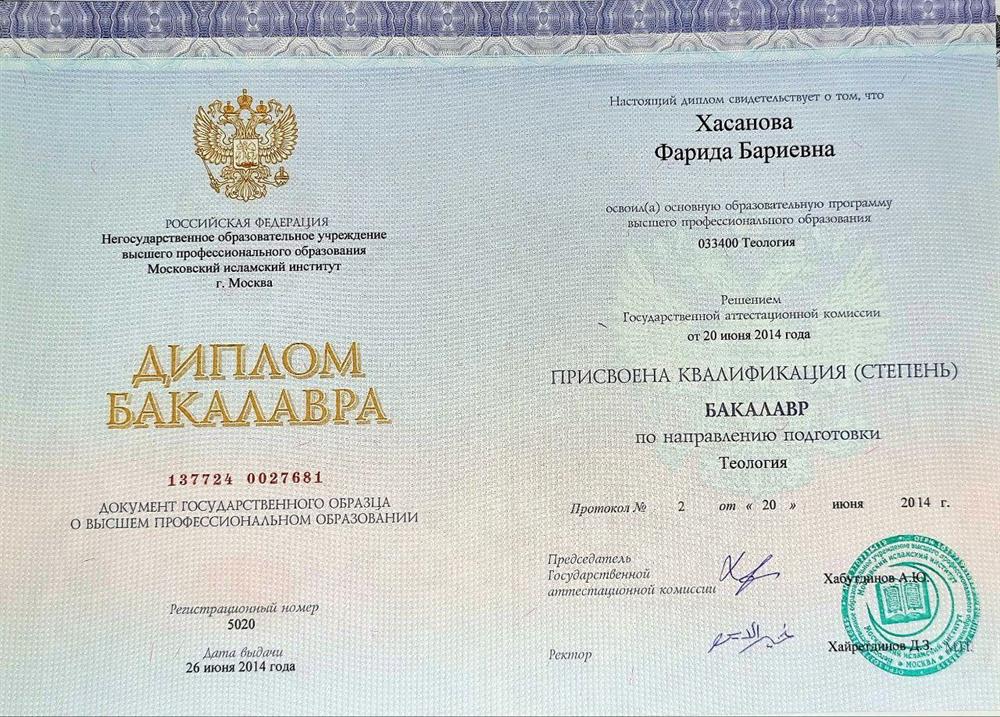 РОССИЙСКАЯ ФЕДЕРАЦИЯ
Негосударственное образовательное учреждение
высшего профессионального образования
Московский исламский институт
г. Москва
ДИПЛОМ
БАКАЛАВРА
137724 0027681
ДОКУМЕНТ ГОСУДАРСТВЕННОГО ОБРАЗЦА
О ВЫСШЕМ ПРОФЕССИОНАЛЬНОМ ОБРАЗОВАНИИ
Регистрационный номер
5020
Дата выдачи
26 июня 2014 года
Настоящий диплом свидетельствует о том, что
Хасанова
Фарида Бариевна
освоил(а) основную образовательную программу
высшего профессионального образования
033400 Теология
Решением
Государственной аттестационной комиссии
от 20 июня 2014 года
ПРИСВОЕНА КВАЛИФИКАЦИЯ (СТЕПЕНЬ)
БАКАЛАВР
по направлению подготовки
Теология
Протокол № 2 от « 20 » июня 2014 г.
Председатель
Государственной
аттестационной комиссии
Хабутдинов А.Ю.
Ректор
Хайретдинов Д.З. М.П.
Московский исламский институт
МОСКВА